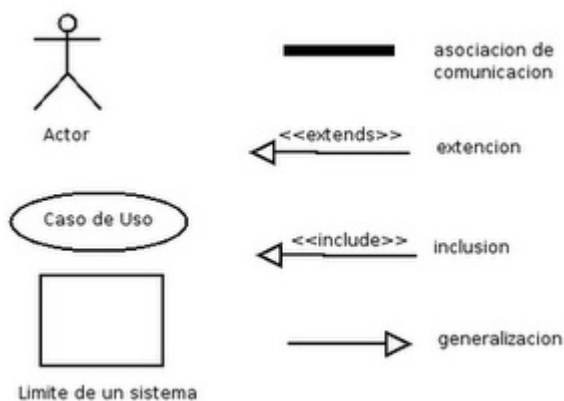 Actor
Caso de Uso
Limite de un sistema
asociacion de
comunicacion
<<extends>>
extencion
<<include>>
inclusion
generalizacion